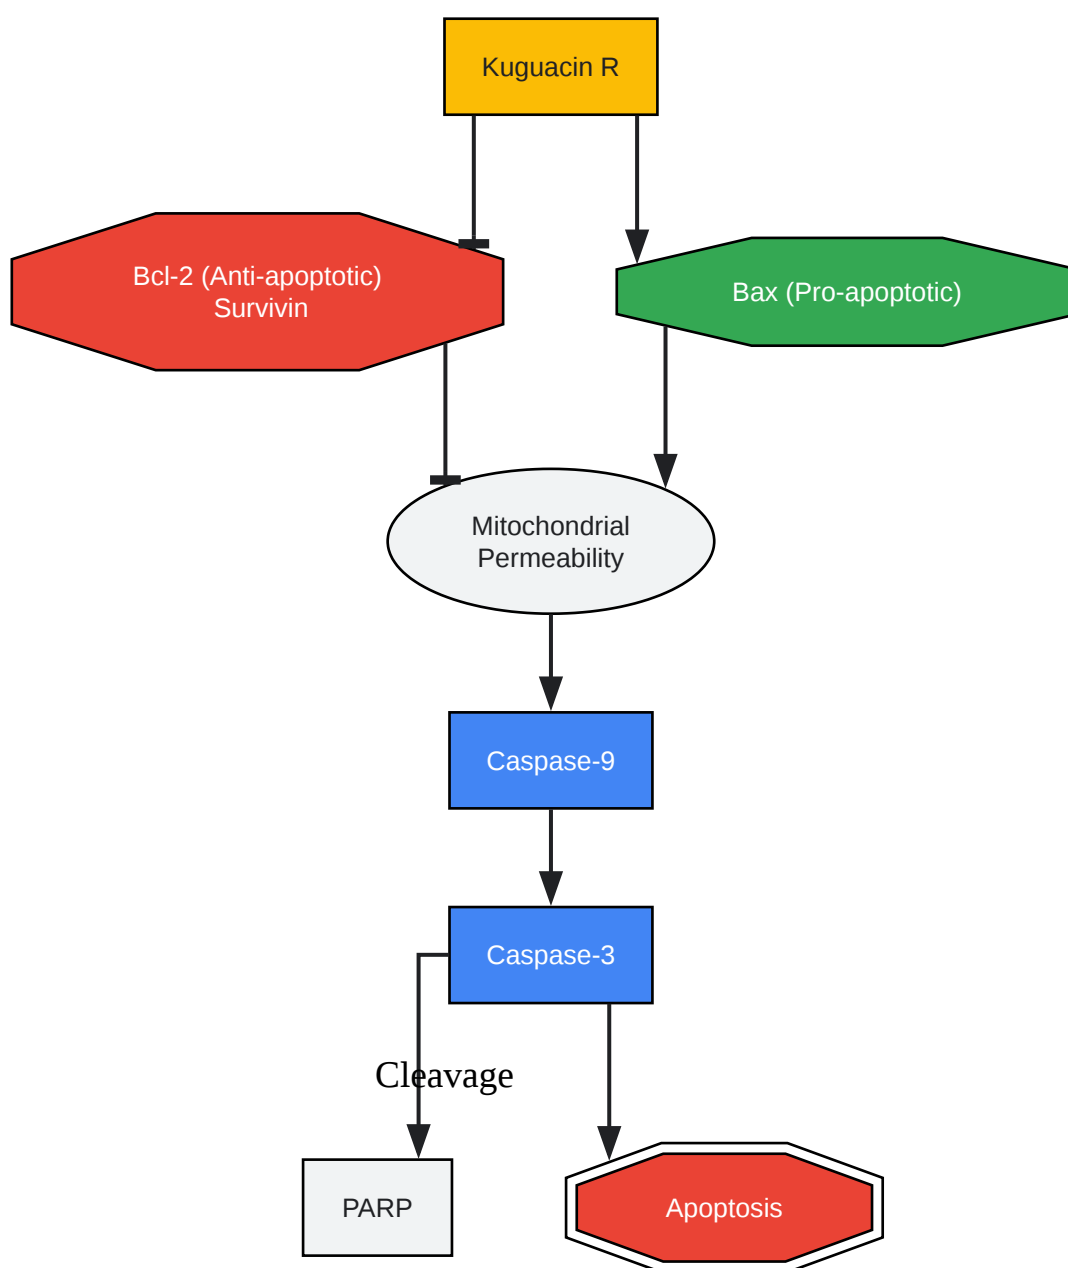 Kuguacin R
Bcl-2 (Anti-apoptotic)
Survivin
Bax (Pro-apoptotic)
Mitochondrial
Permeability
Caspase-9
Caspase-3
Cleavage
PARP
Apoptosis